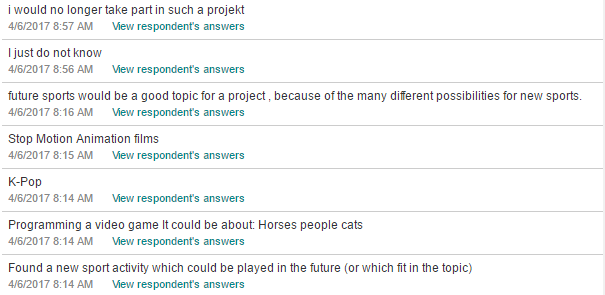 i would no longer take part in such a projekt
4/6/2017 8:57 AM View respondent's answers
I just do not know
4/6/2017 8:56 AM View respondent's answers
future sports would be a good topic for a project , because of the many different possibilities for new sports.
4/6/2017 8:16 AM View respondent's answers
Stop Motion Animation films
4/6/2017 8:15 AM View respondent's answers
K-Pop
4/6/2017 8:14 AM View respondent's answers
Programming a video game It could be about: Horses people cats
4/6/2017 8:14 AM View respondent's answers
Found a new sport activity which could be played in the future (or which fit in the topic)
4/6/2017 8:14 AM View respondent's answers